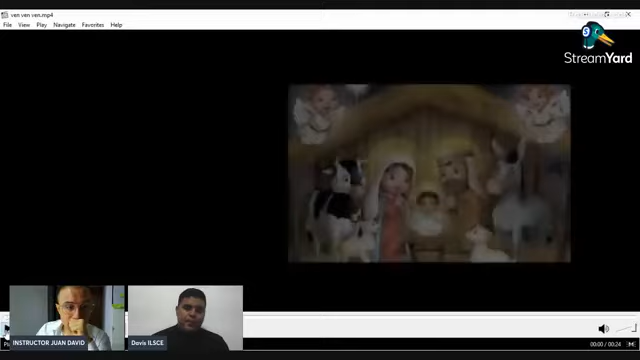 ven ven ven.mp4
File View Play Navigate Favorites Help
StreamYard
INSTRUCTOR JUAN DAVID
Davis ILSCE
00:00 / 00:24